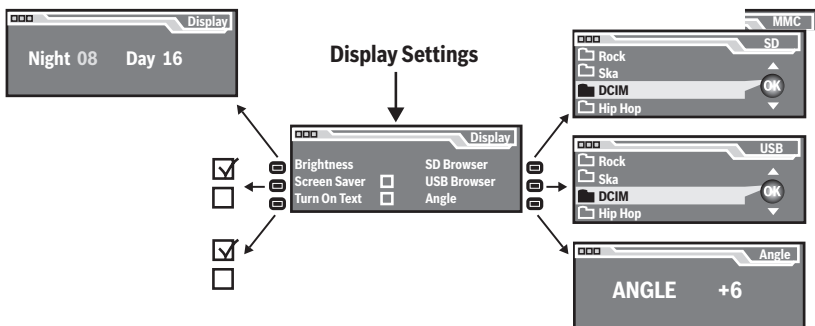 Display
Night 08 Day 16
Display Settings
Display
Brightness SD Browser
Screen Saver USB Browser
Turn On Text Angle
MMC
SD
Rock
Ska
DCIM
OK
Hip Hop
USB
Rock
Ska
DCIM
OK
Hip Hop
Angle
ANGLE +6